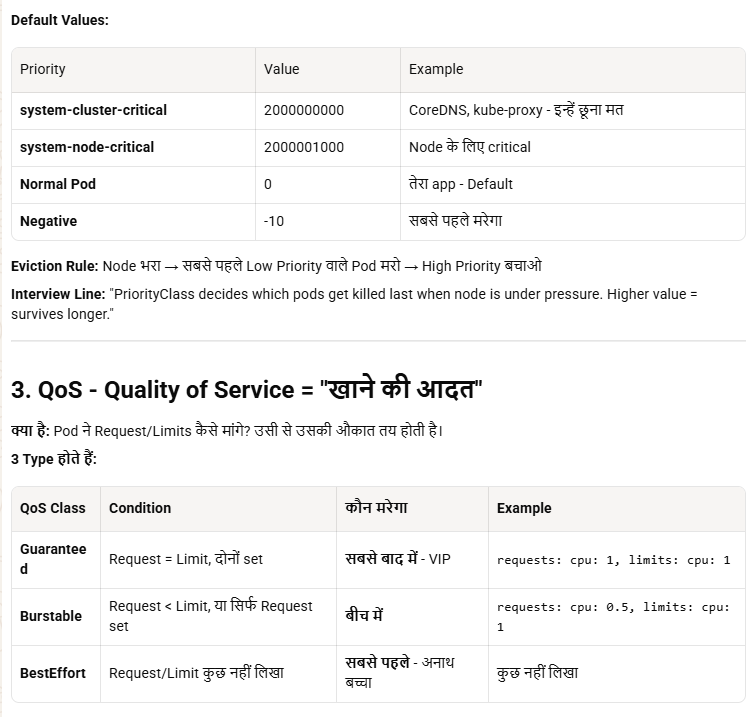 Default Values:
Priority Value Example
system-cluster-critical 2000000000 CoreDNS, kube-proxy - इन्हें छूना मत
system-node-critical 2000001000 Node के लिए critical
Normal Pod 0 तेरा app - Default
Negative -10 सबसे पहले मरेगा
Eviction Rule: Node भरा → सबसे पहले Low Priority वाले Pod मरो → High Priority बचाओ
Interview Line: "PriorityClass decides which pods get killed last when node is under pressure. Higher value =
survives longer."
3. QoS - Quality of Service = "खाने की आदत"
क्या है: Pod ने Request/Limits कैसे मांगे? उसी से उसकी औकात तय होती है।
3 Type होते हैं:
QoS Class Condition कौन मरेगा Example
Guarantee
d
Request = Limit, दोनों set
सबसे बाद में - VIP
requests: cpu: 1, limits: cpu: 1
Burstable
Request < Limit, या सिर्फ Request
set
बीच में
requests: cpu: 0.5, limits: cpu:
1
BestEffort
Request/Limit कुछ नहीं लिखा
सबसे पहले - अनाथ
बच्चा
कुछ नहीं लिखा